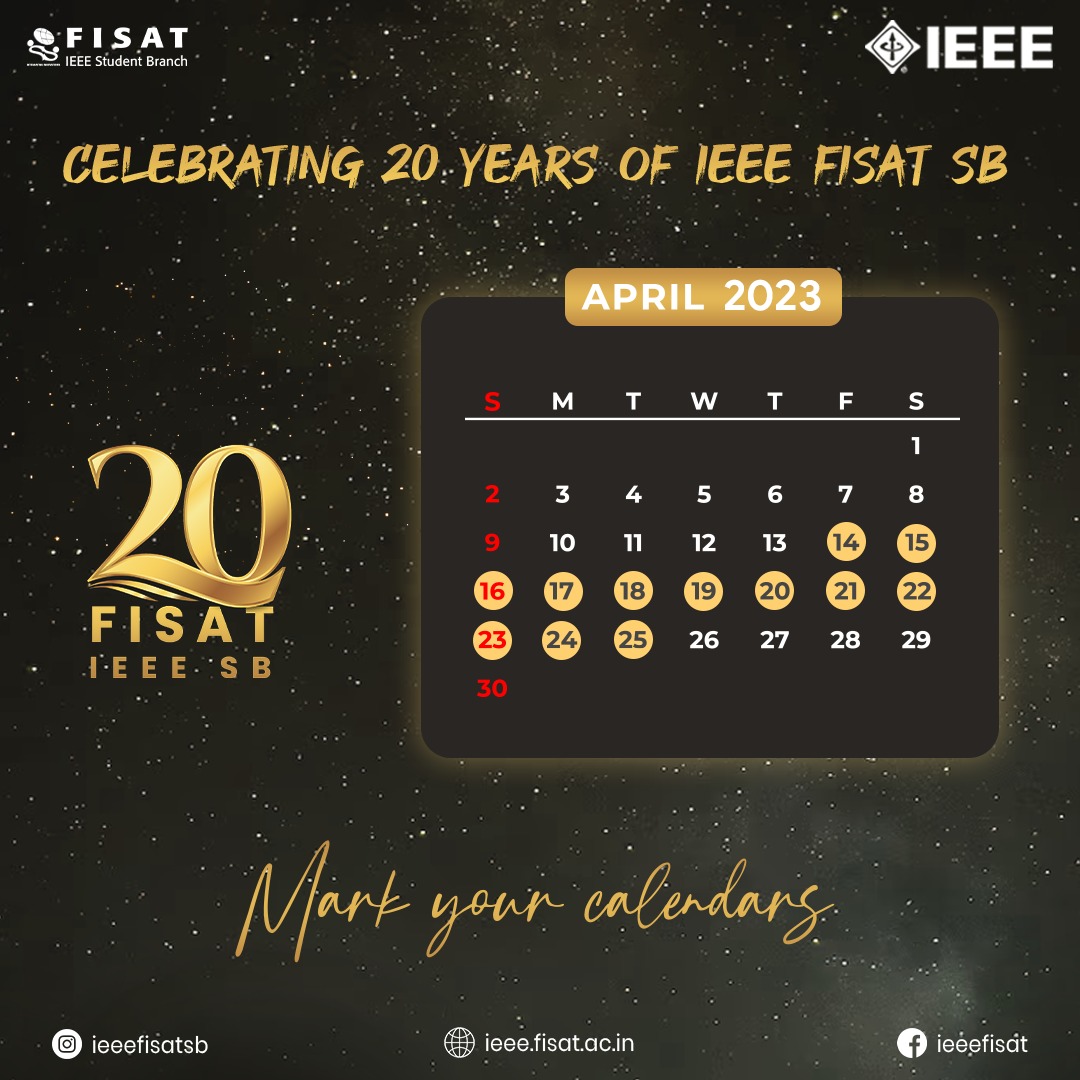 FISAT
IEEE Student Branch
IEEE
CELEBRATING 20 YEARS OF IEEE FISAT SB
APRIL 2023
S M T W T F S
1
2 3 4 5 6 7 8
9 10 11 12 13 14 15
16 17 18 19 20 21 22
23 24 25 26 27 28 29
30
20
FISAT
IEEE SB
Mark your calendars
ieeefisatsb
ieee.fisat.ac.in
ieeefisat